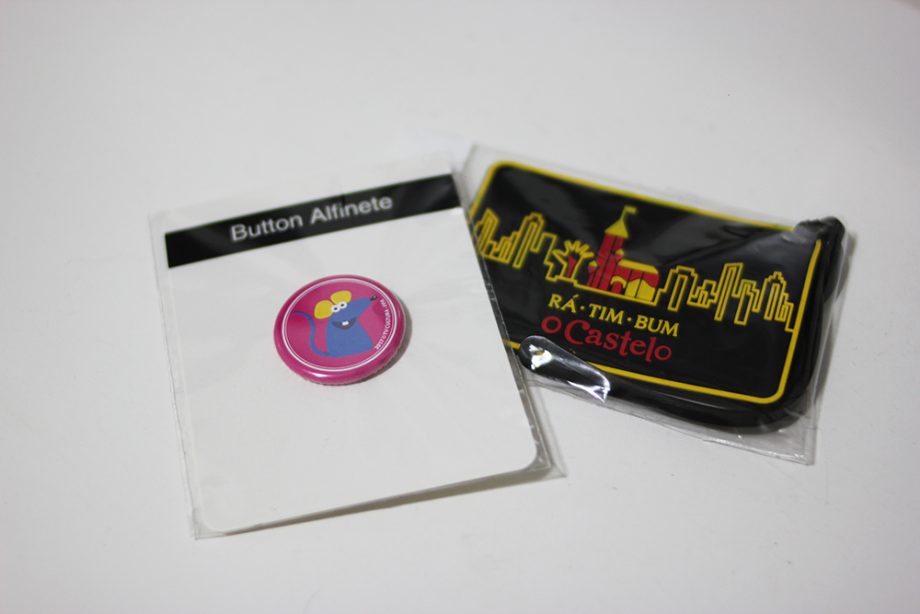 Button Alfinete
RÁ·TIM·BUM
O Castelo